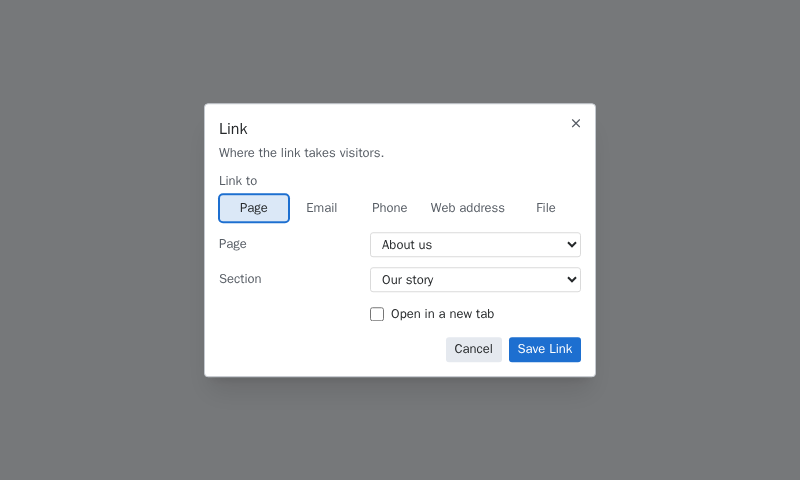 Link
×
Where the link takes visitors.
Link to
Page Email Phone Web address File
Page About us
Section Our story
Open in a new tab
Cancel Save Link